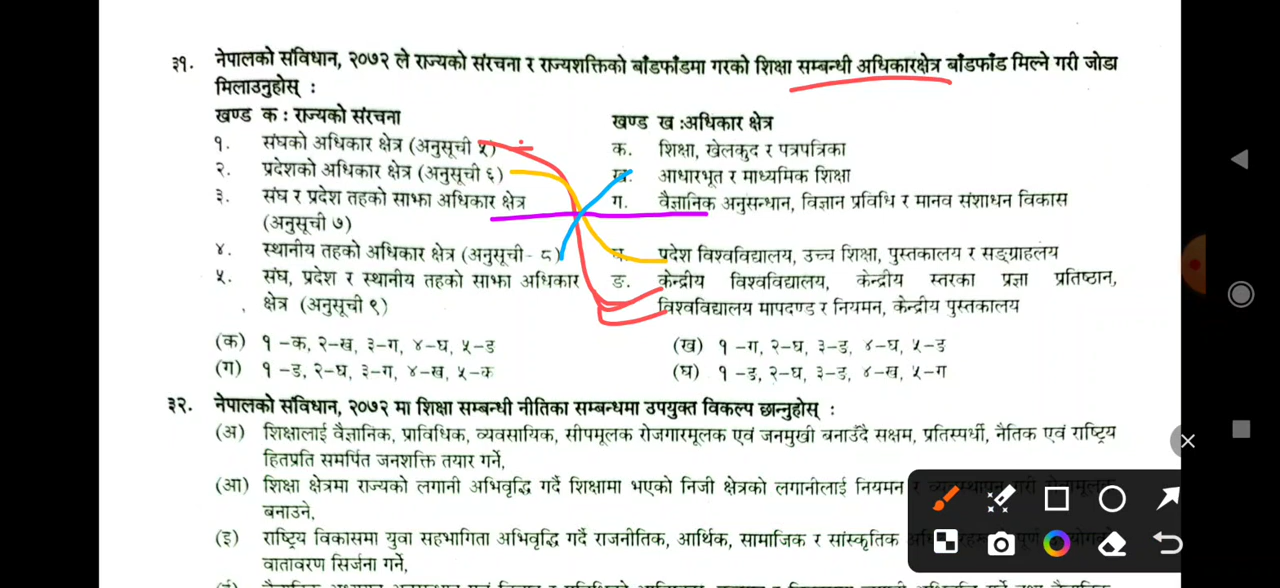 ३१. नेपालको संविधान, २०७२ ले राज्यको संरचना र राज्यशक्तिको बाँडफाँडमा गरको शिक्षा सम्बन्धी अधिकारक्षेत्र बाँडफाँड मिल्ने गरी जोडा
मिलाउनुहोस् :
खण्ड क : राज्यको संरचना
खण्ड ख :अधिकार क्षेत्र
१. संघको अधिकार क्षेत्र (अनुसूची ५)
क. शिक्षा, खेलकुद र पत्रपत्रिका
२. प्रदेशको अधिकार क्षेत्र (अनुसूची ६)
ख. आधारभूत र माध्यमिक शिक्षा
३. संघ र प्रदेश तहको साझा अधिकार क्षेत्र
(अनुसूची ७)
ग. वैज्ञानिक अनुसन्धान, विज्ञान प्रविधि र मानव संशाधन विकास
४. स्थानीय तहको अधिकार क्षेत्र (अनुसूची- ८)
घ. प्रदेश विश्वविद्यालय, उच्च शिक्षा, पुस्तकालय र सङ्ग्राहलय
५. संघ, प्रदेश र स्थानीय तहको साझा अधिकार
क्षेत्र (अनुसूची ९)
ङ. केन्द्रीय विश्वविद्यालय, केन्द्रीय स्तरका प्रज्ञा प्रतिष्ठान,
विश्वविद्यालय मापदण्ड र नियमन, केन्द्रीय पुस्तकालय
(क) १ -क, २-ख, ३-ग, ४-घ, ५-ड
(ख) १ -ग, २-घ, ३-ड, ४-घ, ५-ड
(ग) १ -ड, २-घ, ३-ग, ४-ख, ५-क
(घ) १ -ड, २-घ, ३-ड, ४-ख, ५-ग
३२. नेपालको संविधान, २०७२ मा शिक्षा सम्बन्धी नीतिका सम्बन्धमा उपयुक्त विकल्प छान्नुहोस् :
(अ) शिक्षालाई वैज्ञानिक, प्राविधिक, व्यवसायिक, सीपमूलक रोजगारमूलक एवं जनमुखी बनाउँदै सक्षम, प्रतिस्पर्धी, नैतिक एवं राष्ट्रिय
हितप्रति समर्पित जनशक्ति तयार गर्ने,
(आ) शिक्षा क्षेत्रमा राज्यको लगानी अभिवृद्धि गर्दै शिक्षामा भएको निजी क्षेत्रको लगानीलाई नियमन र
बनाउने,
(इ) राष्ट्रिय विकासमा युवा सहभागिता अभिवृद्धि गर्दै राजनीतिक, आर्थिक, सामाजिक र सांस्कृतिक
वातावरण सिर्जना गर्ने,